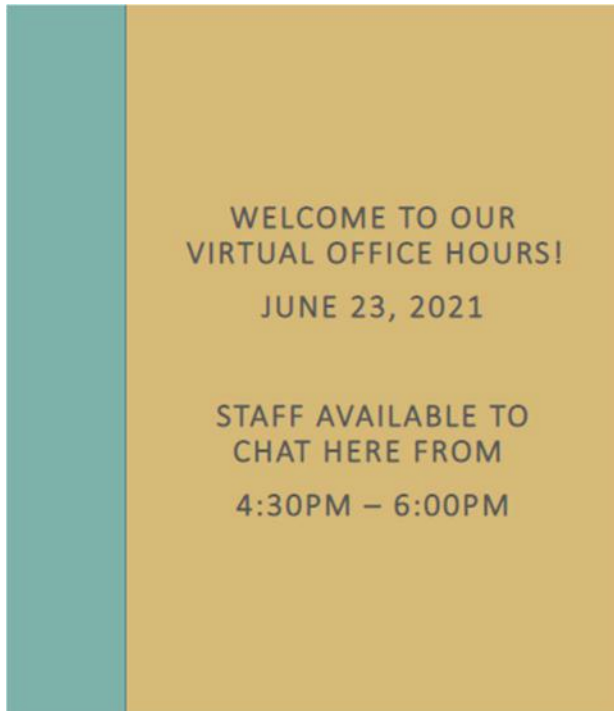 WELCOME TO OUR
VIRTUAL OFFICE HOURS!
JUNE 23, 2021
STAFF AVAILABLE TO
CHAT HERE FROM
4:30PM – 6:00PM